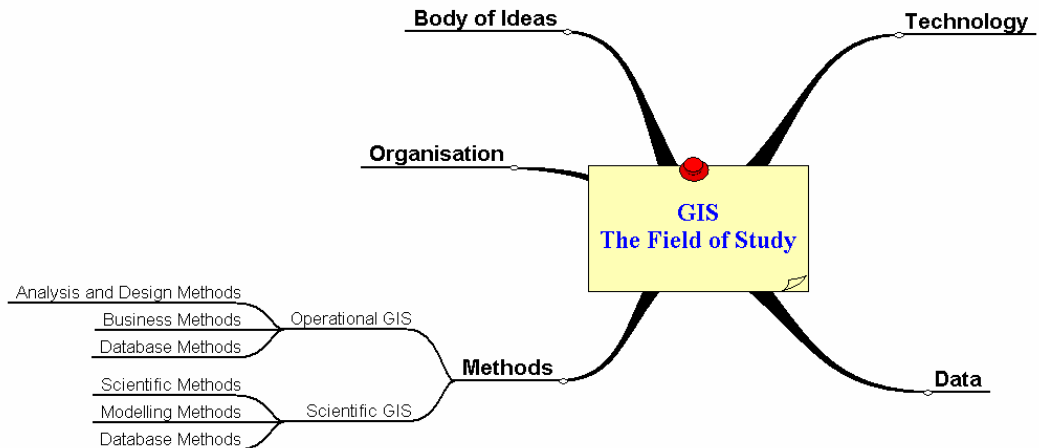 Body of Ideas
Technology
Organisation
GIS
The Field of Study
Analysis and Design Methods
Business Methods
Operational GIS
Database Methods
Methods
Data
Scientific Methods
Modelling Methods
Scientific GIS
Database Methods